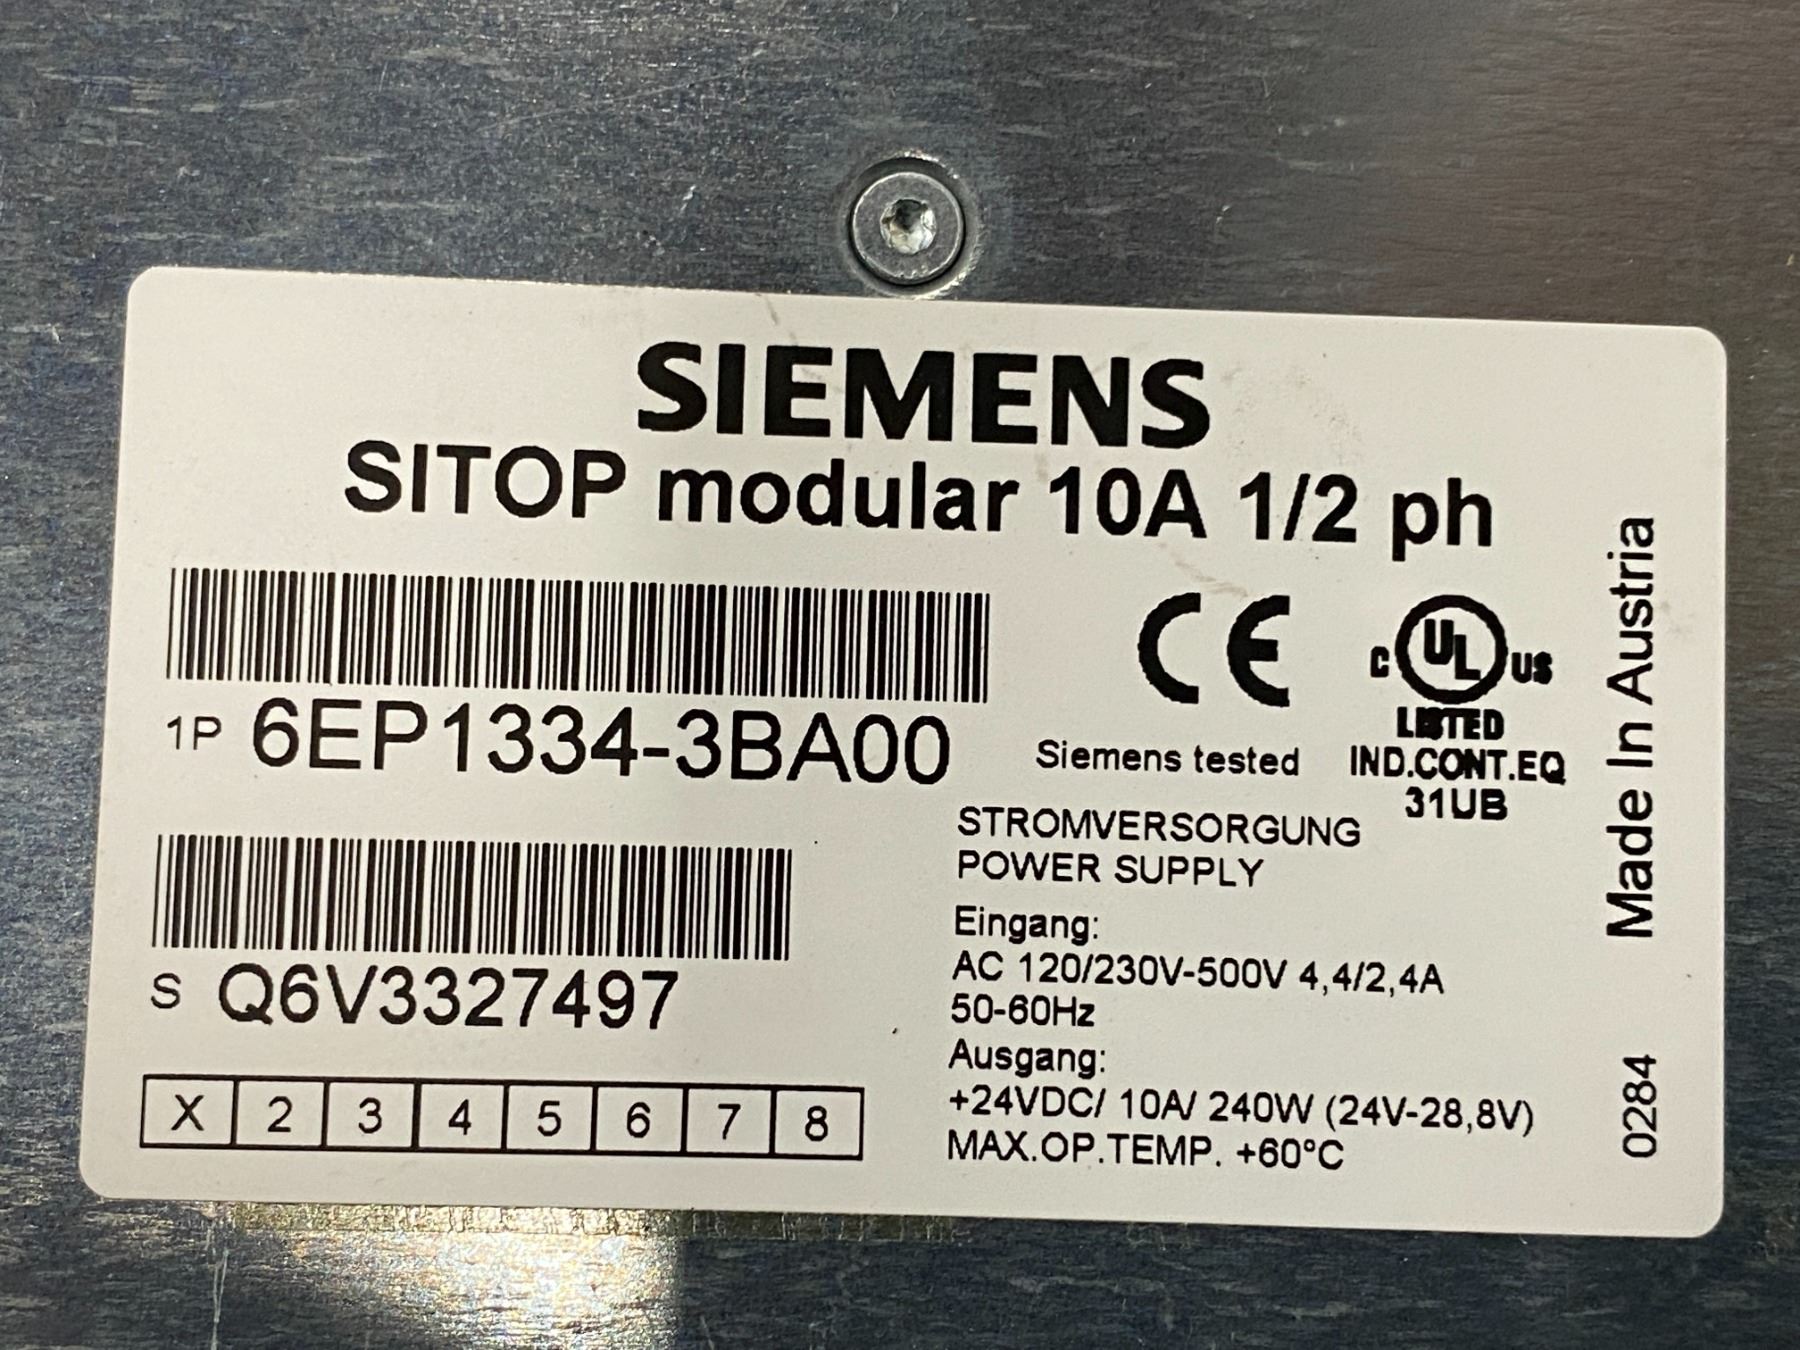 SIEMENS
SITOP modular 10A 1/2 ph
1P 6EP1334-3BA00
S Q6V3327497
X 2 3 4 5 6 7 8
CE
Siemens tested
C UL US
LISTED
IND.CONT.EQ
31UB
STROMVERSORGUNG
POWER SUPPLY
Eingang:
AC 120/230V-500V 4,4/2,4A
50-60Hz
Ausgang:
+24VDC/ 10A/ 240W (24V-28,8V)
MAX.OP.TEMP. +60°C
Made In Austria
0284